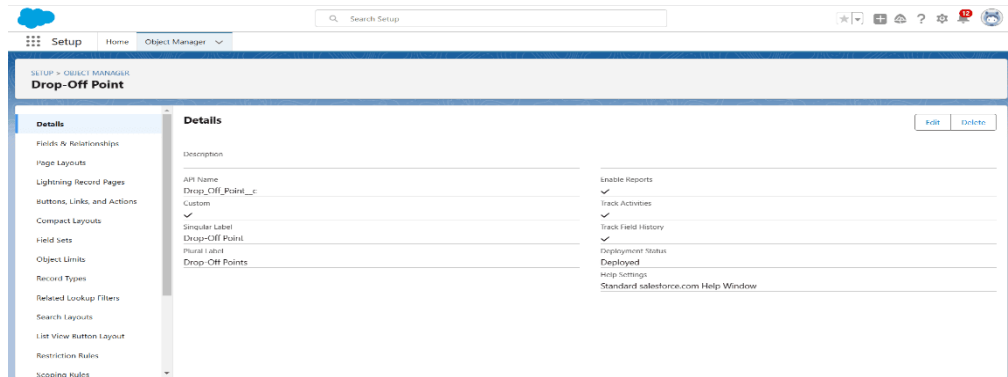 Search Setup
12
Setup Home Object Manager
SETUP > OBJECT MANAGER
Drop-Off Point
Details
Fields & Relationships
Page Layouts
Lightning Record Pages
Buttons, Links, and Actions
Compact Layouts
Field Sets
Object Limits
Record Types
Related Lookup Filters
Search Layouts
List View Button Layout
Restriction Rules
Scoping Rules
Details
Edit Delete
Description
API Name
Drop_Off_Point__c
Custom
Singular Label
Drop-Off Point
Plural Label
Drop-Off Points
Enable Reports
Track Activities
Track Field History
Deployment Status
Deployed
Help Settings
Standard salesforce.com Help Window